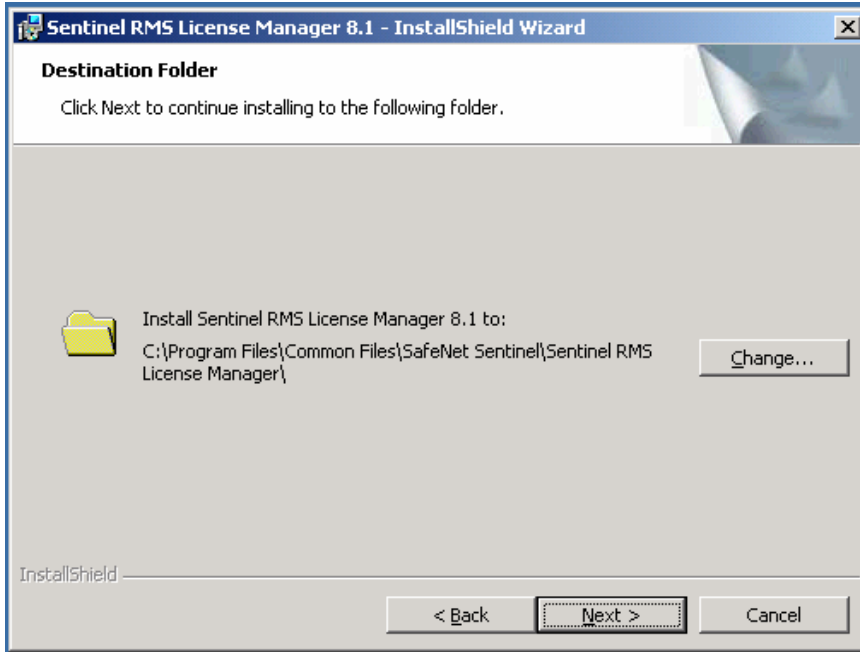 Sentinel RMS License Manager 8.1 - InstallShield Wizard
Destination Folder
Click Next to continue installing to the following folder.
Install Sentinel RMS License Manager 8.1 to:
C:\Program Files\Common Files\SafeNet Sentinel\Sentinel RMS
License Manager\
Change...
InstallShield
< Back
Next >
Cancel